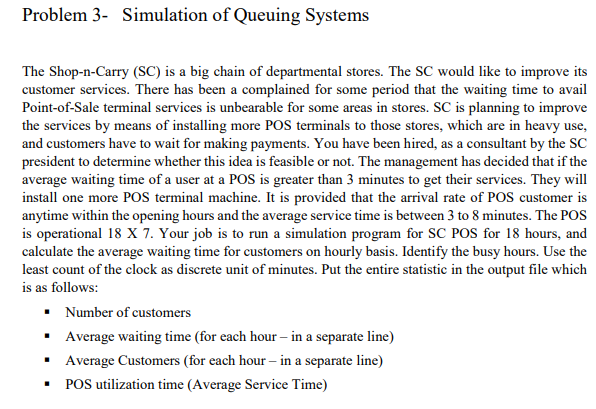 Problem 3- Simulation of Queuing Systems
The Shop-n-Carry (SC) is a big chain of departmental stores. The SC would like to improve its
customer services. There has been a complained for some period that the waiting time to avail
Point-of-Sale terminal services is unbearable for some areas in stores. SC is planning to improve
the services by means of installing more POS terminals to those stores, which are in heavy use,
and customers have to wait for making payments. You have been hired, as a consultant by the SC
president to determine whether this idea is feasible or not. The management has decided that if the
average waiting time of a user at a POS is greater than 3 minutes to get their services. They will
install one more POS terminal machine. It is provided that the arrival rate of POS customer is
anytime within the opening hours and the average service time is between 3 to 8 minutes. The POS
is operational 18 X 7. Your job is to run a simulation program for SC POS for 18 hours, and
calculate the average waiting time for customers on hourly basis. Identify the busy hours. Use the
least count of the clock as discrete unit of minutes. Put the entire statistic in the output file which
is as follows:
▪ Number of customers
▪ Average waiting time (for each hour – in a separate line)
▪ Average Customers (for each hour – in a separate line)
▪ POS utilization time (Average Service Time)